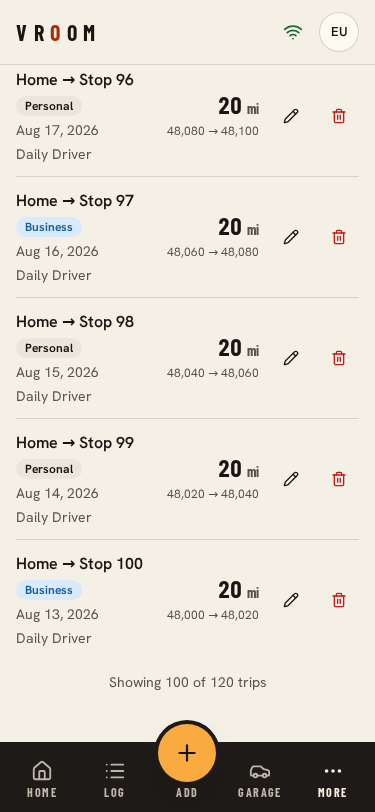 VROOM
EU
Home → Stop 96
Personal
20 mi
Aug 17, 2026
48,080 → 48,100
Daily Driver
Home → Stop 97
Business
20 mi
Aug 16, 2026
48,060 → 48,080
Daily Driver
Home → Stop 98
Personal
20 mi
Aug 15, 2026
48,040 → 48,060
Daily Driver
Home → Stop 99
Personal
20 mi
Aug 14, 2026
48,020 → 48,040
Daily Driver
Home → Stop 100
Business
20 mi
Aug 13, 2026
48,000 → 48,020
Daily Driver
Showing 100 of 120 trips
HOME
LOG
ADD
GARAGE
MORE